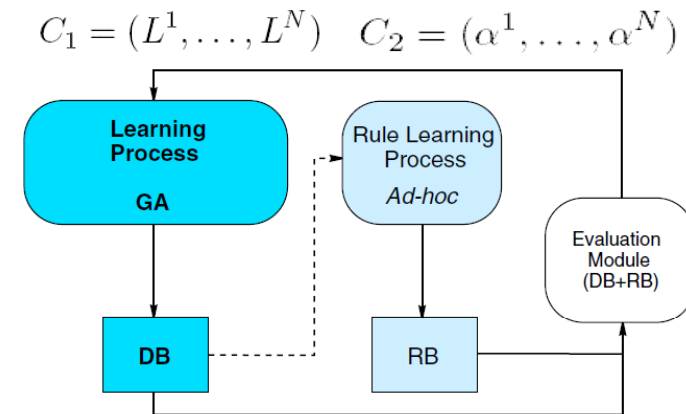 C₁ = (L¹, . . . , Lᴺ) C₂ = (α¹, . . . , αᴺ)
Learning
Process
GA
Rule Learning
Process
Ad-hoc
Evaluation
Module
(DB+RB)
DB
RB